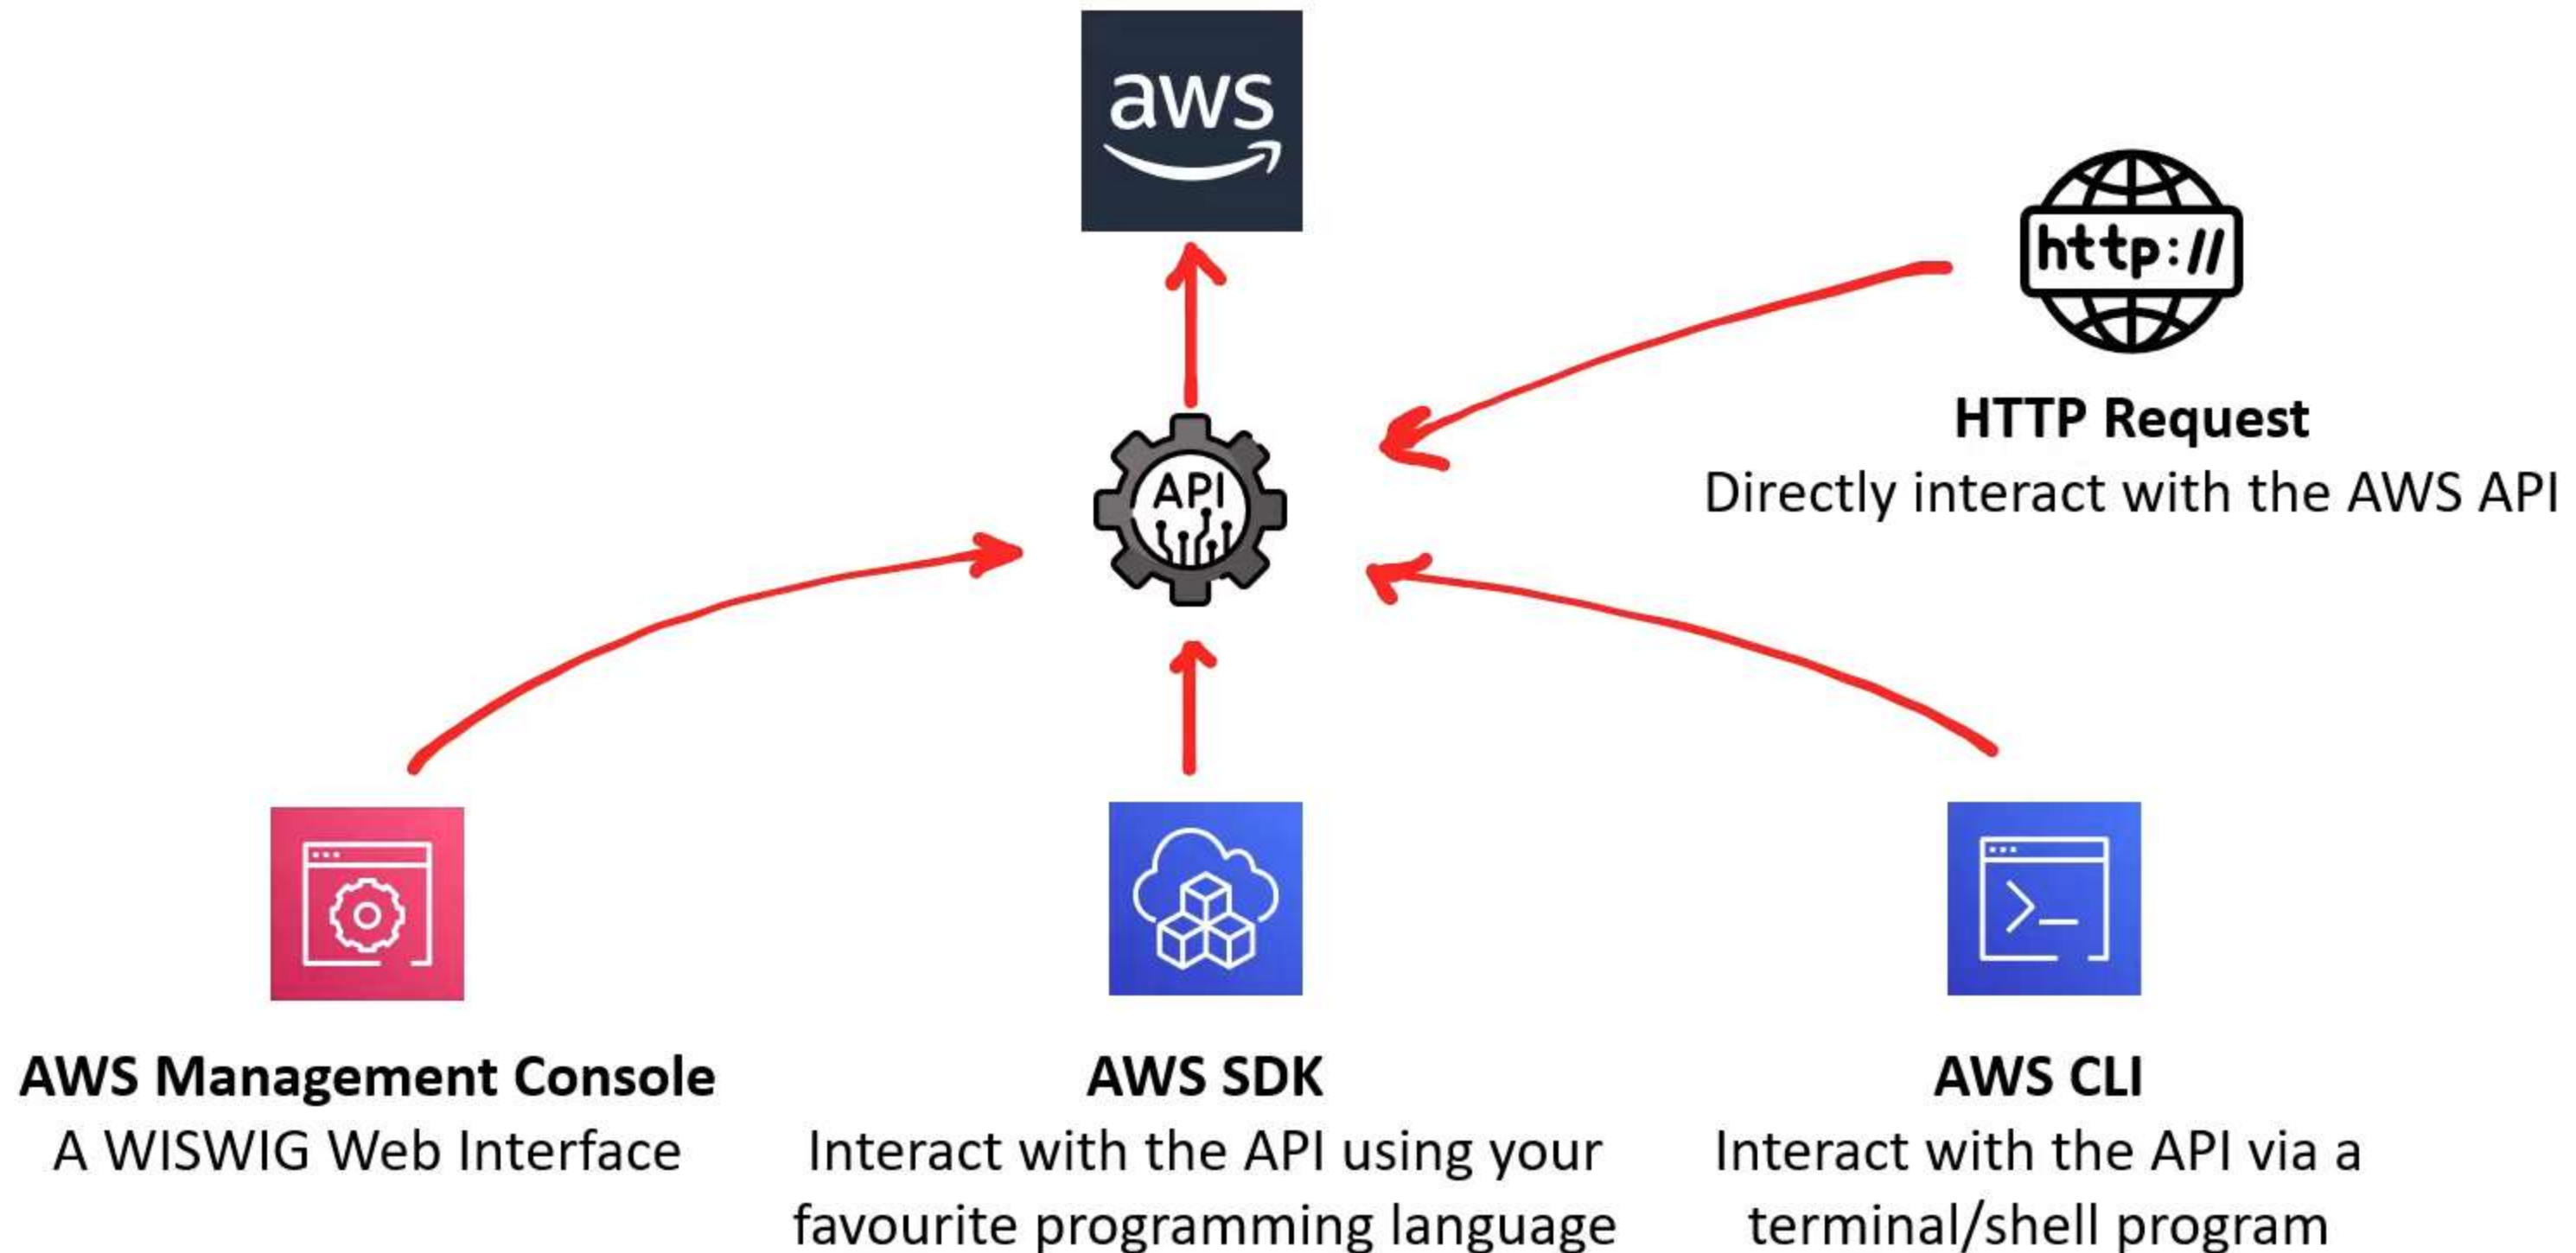 aws
http://
HTTP Request
Directly interact with the AWS API
API
AWS Management Console
A WISWIG Web Interface
AWS SDK
Interact with the API using your
favourite programming language
AWS CLI
Interact with the API via a
terminal/shell program